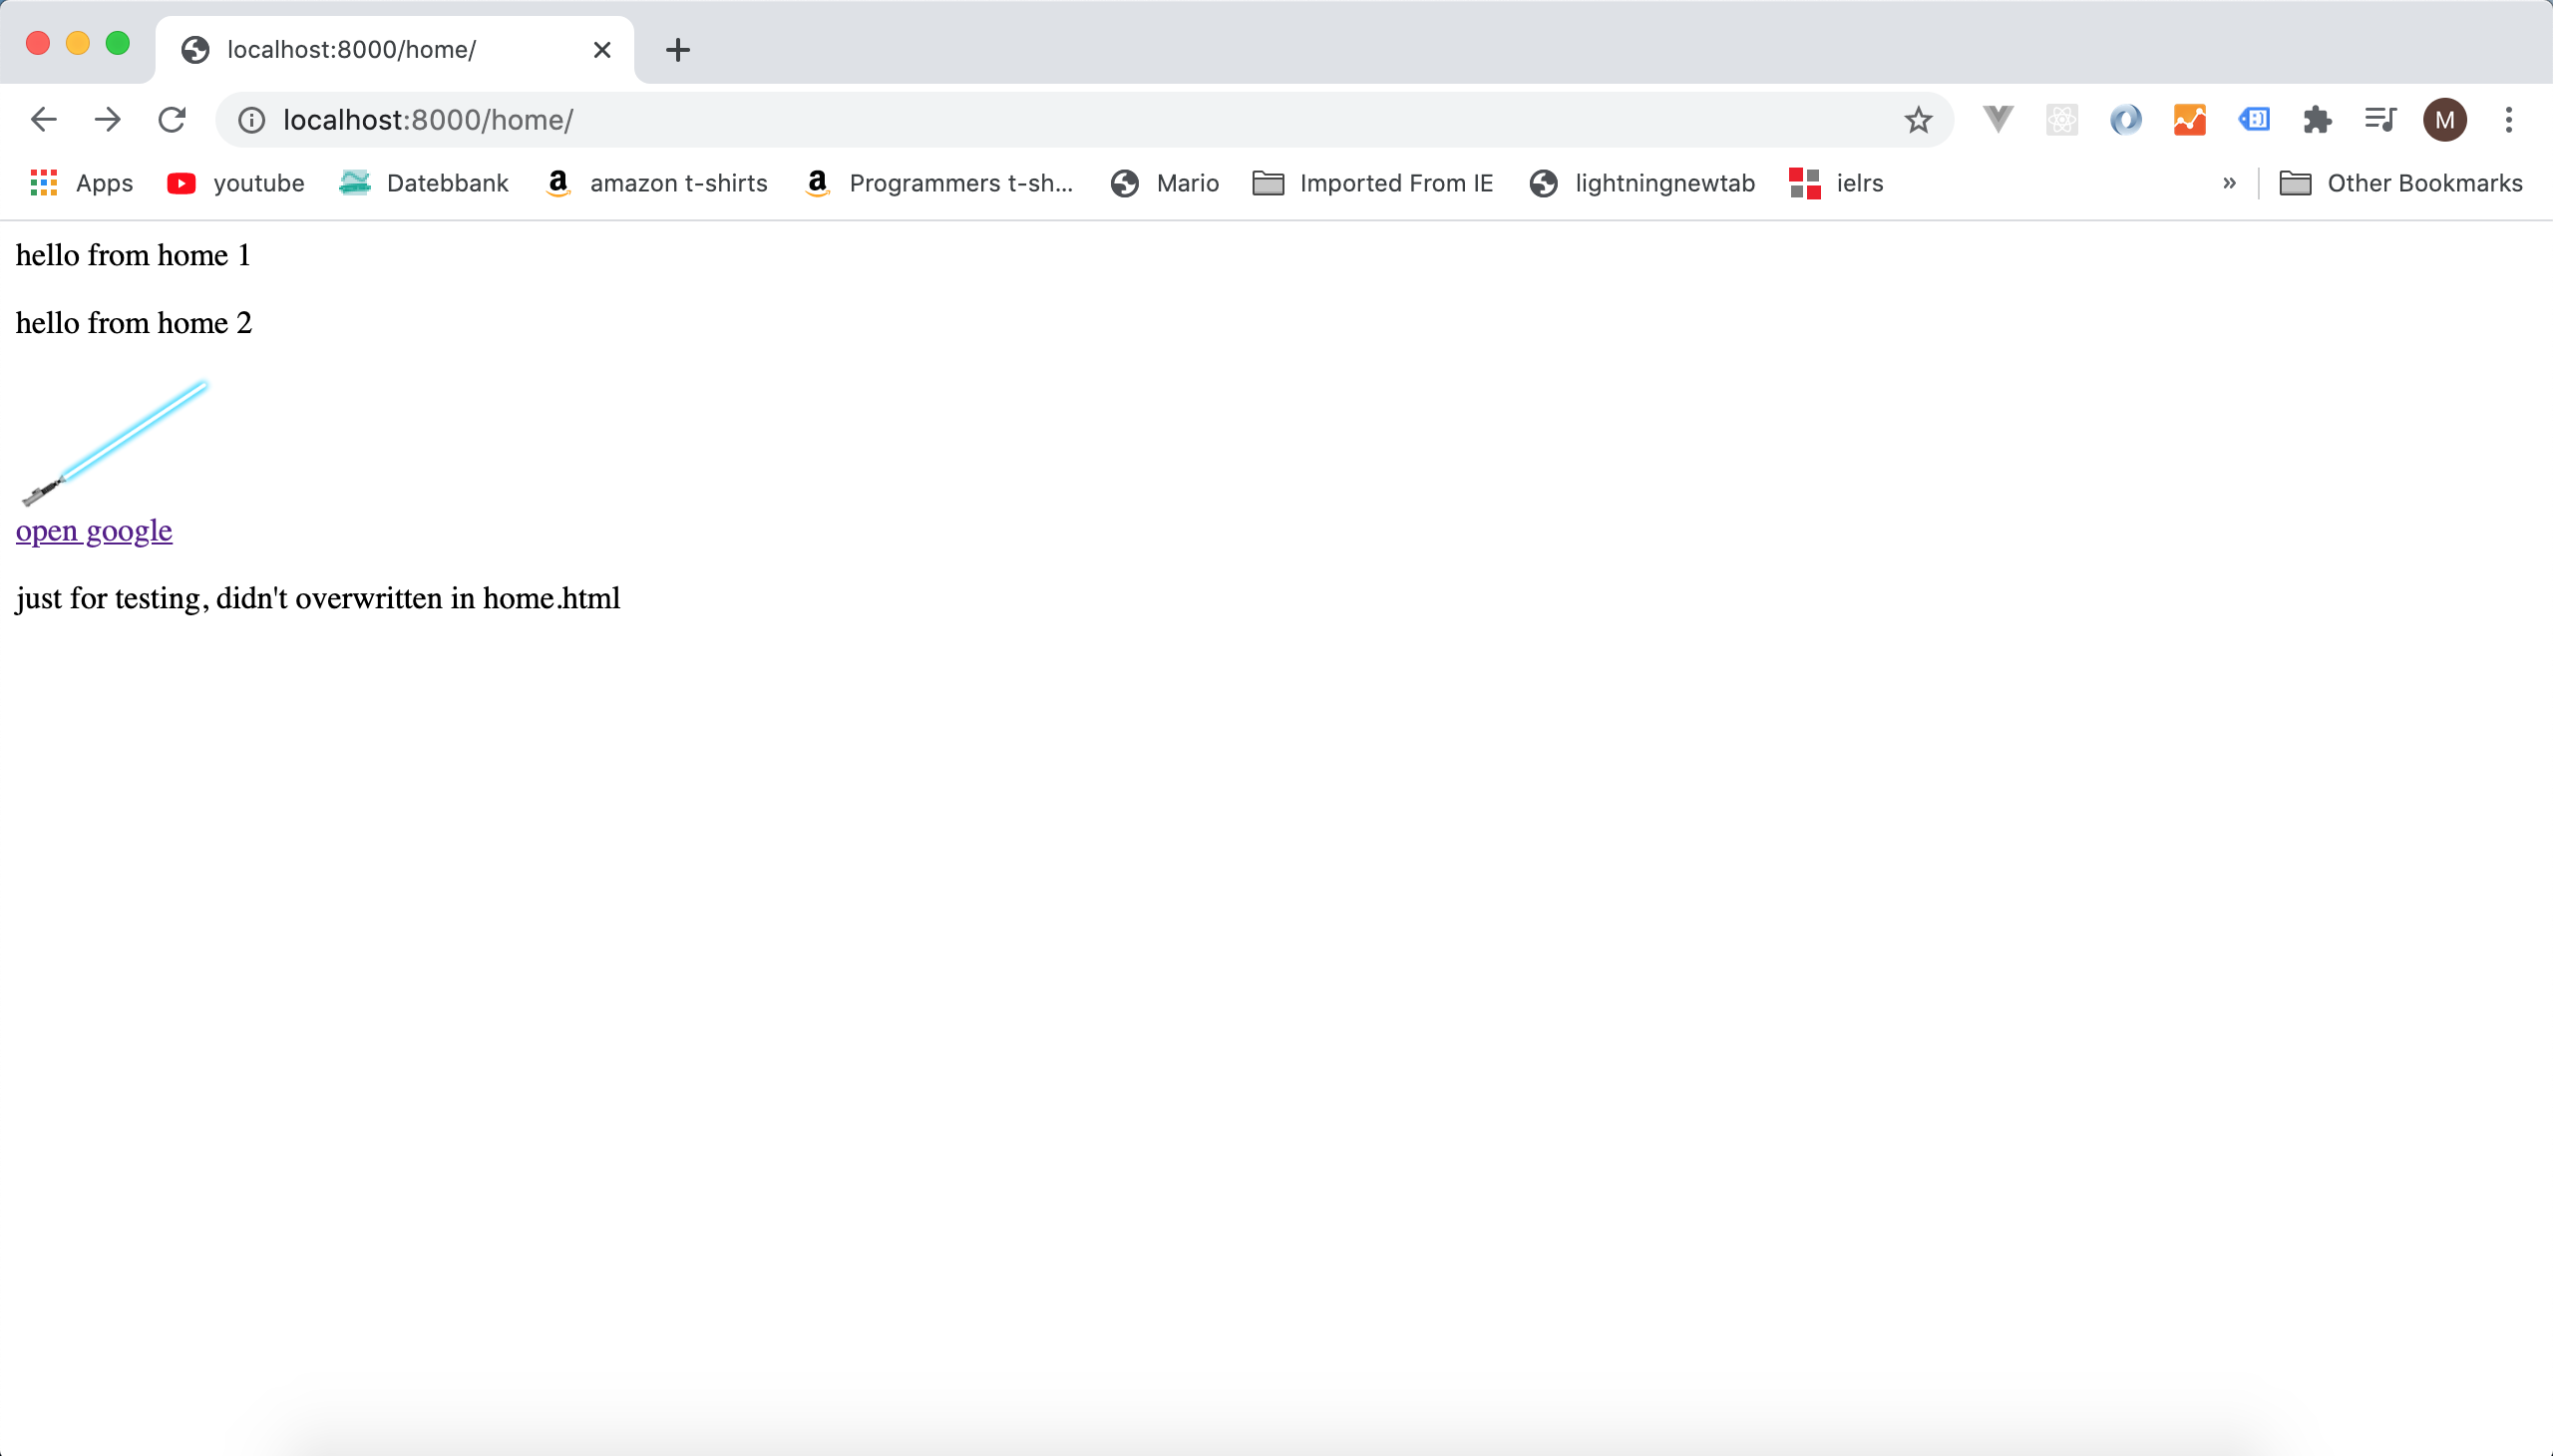 localhost:8000/home/
localhost:8000/home/
M
Apps youtube Datebbank amazon t-shirts Programmers t-sh... Mario Imported From IE lightningnewtab ielrs » Other Bookmarks
hello from home 1
hello from home 2
open google
just for testing, didn't overwritten in home.html